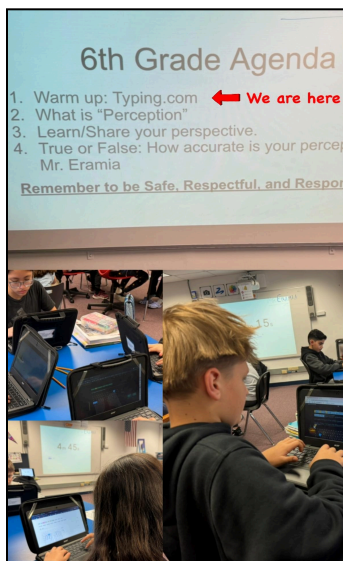 6th Grade Agenda
1. Warm up: Typing.com We are here
2. What is “Perception”
3. Learn/Share your perspective.
4. True or False: How accurate is your
Mr. Eramia
Remember to be Safe, Respectful, and